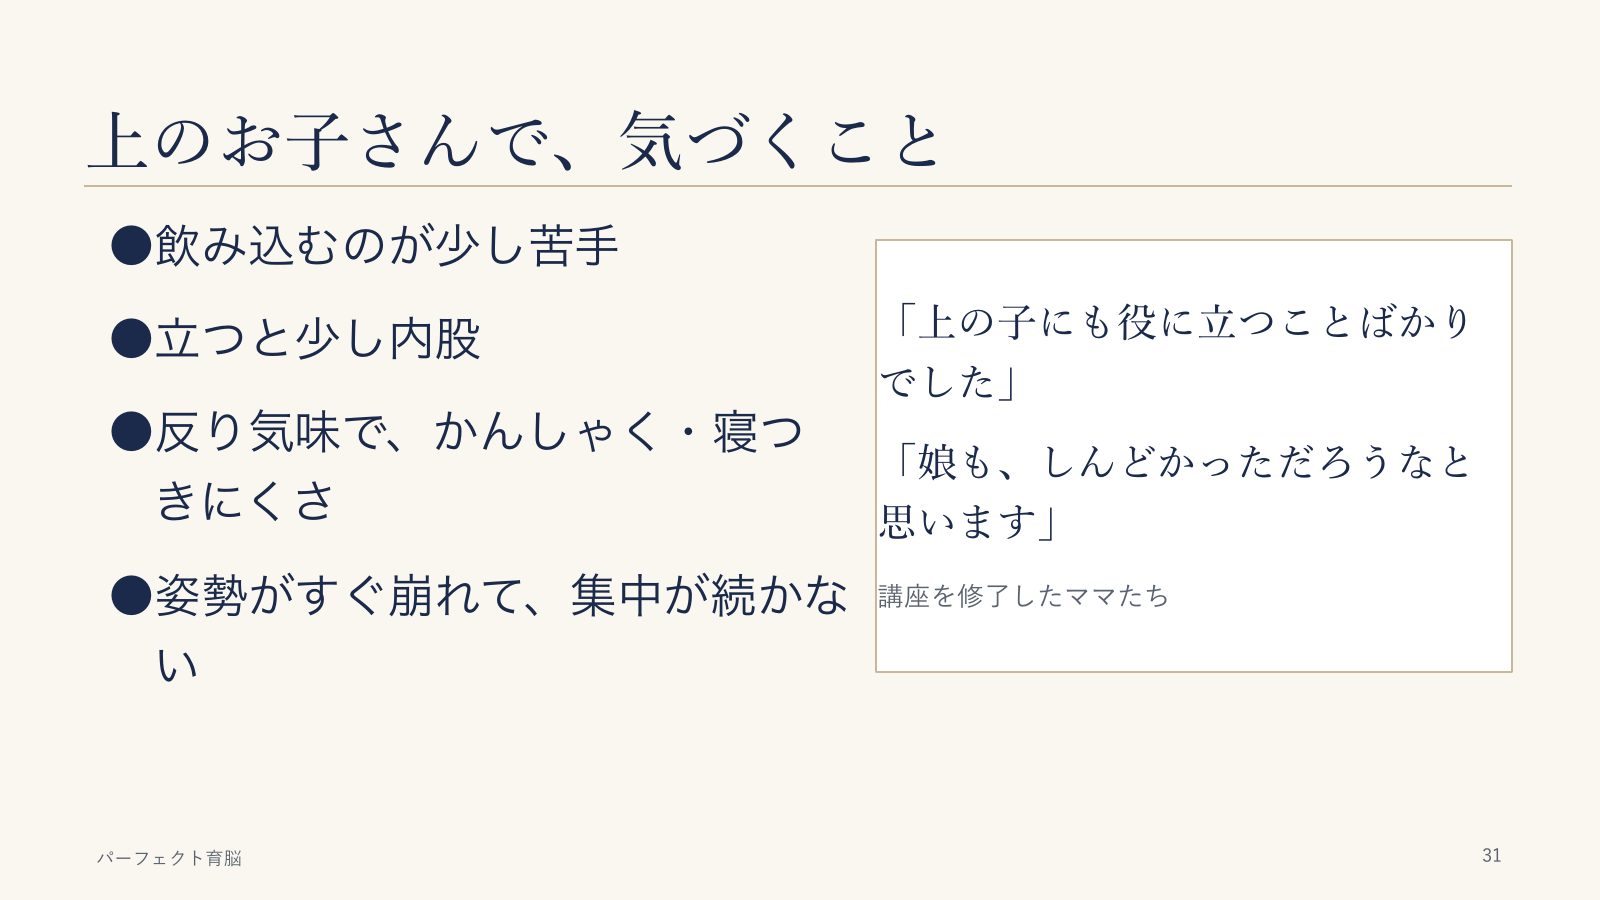 上のお子さんで、気づくこと
●飲み込むのが少し苦手
●立つと少し内股
●反り気味で、かんしゃく・寝つ
きにくさ
●姿勢がすぐ崩れて、集中が続かな
い
「上の子にも役に立つことばかり
でした」
「娘も、しんどかっただろうなと
思います」
講座を修了したママたち
パーフェクト育脳
31